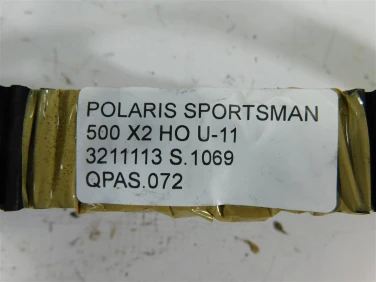 POLARIS SPORTSMAN
500 X2 HO U-11
3211113 S.1069
QPAS.072